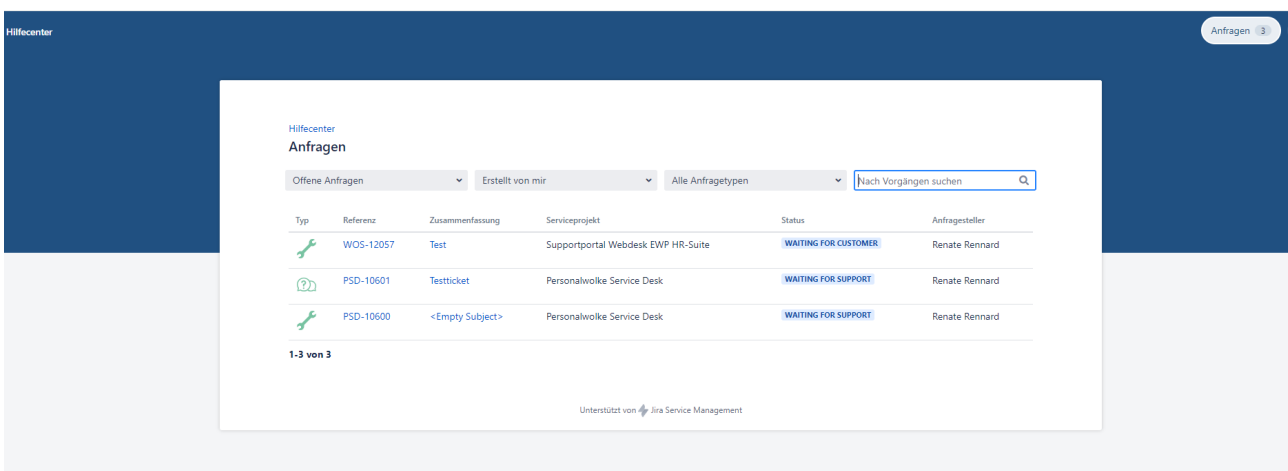 Hilfecenter
Anfragen 3
Hilfecenter
Anfragen
Offene Anfragen Erstellt von mir Alle Anfragetypen Nach Vorgängen suchen
Typ Referenz Zusammenfassung Serviceprojekt Status Anfragesteller
WOS-12057 Test Supportportal Webdesk EWP HR-Suite WAITING FOR CUSTOMER Renate Rennard
PSD-10601 Testticket Personalwolke Service Desk WAITING FOR SUPPORT Renate Rennard
PSD-10600 <Empty Subject> Personalwolke Service Desk WAITING FOR SUPPORT Renate Rennard
1-3 von 3
Unterstützt von Jira Service Management